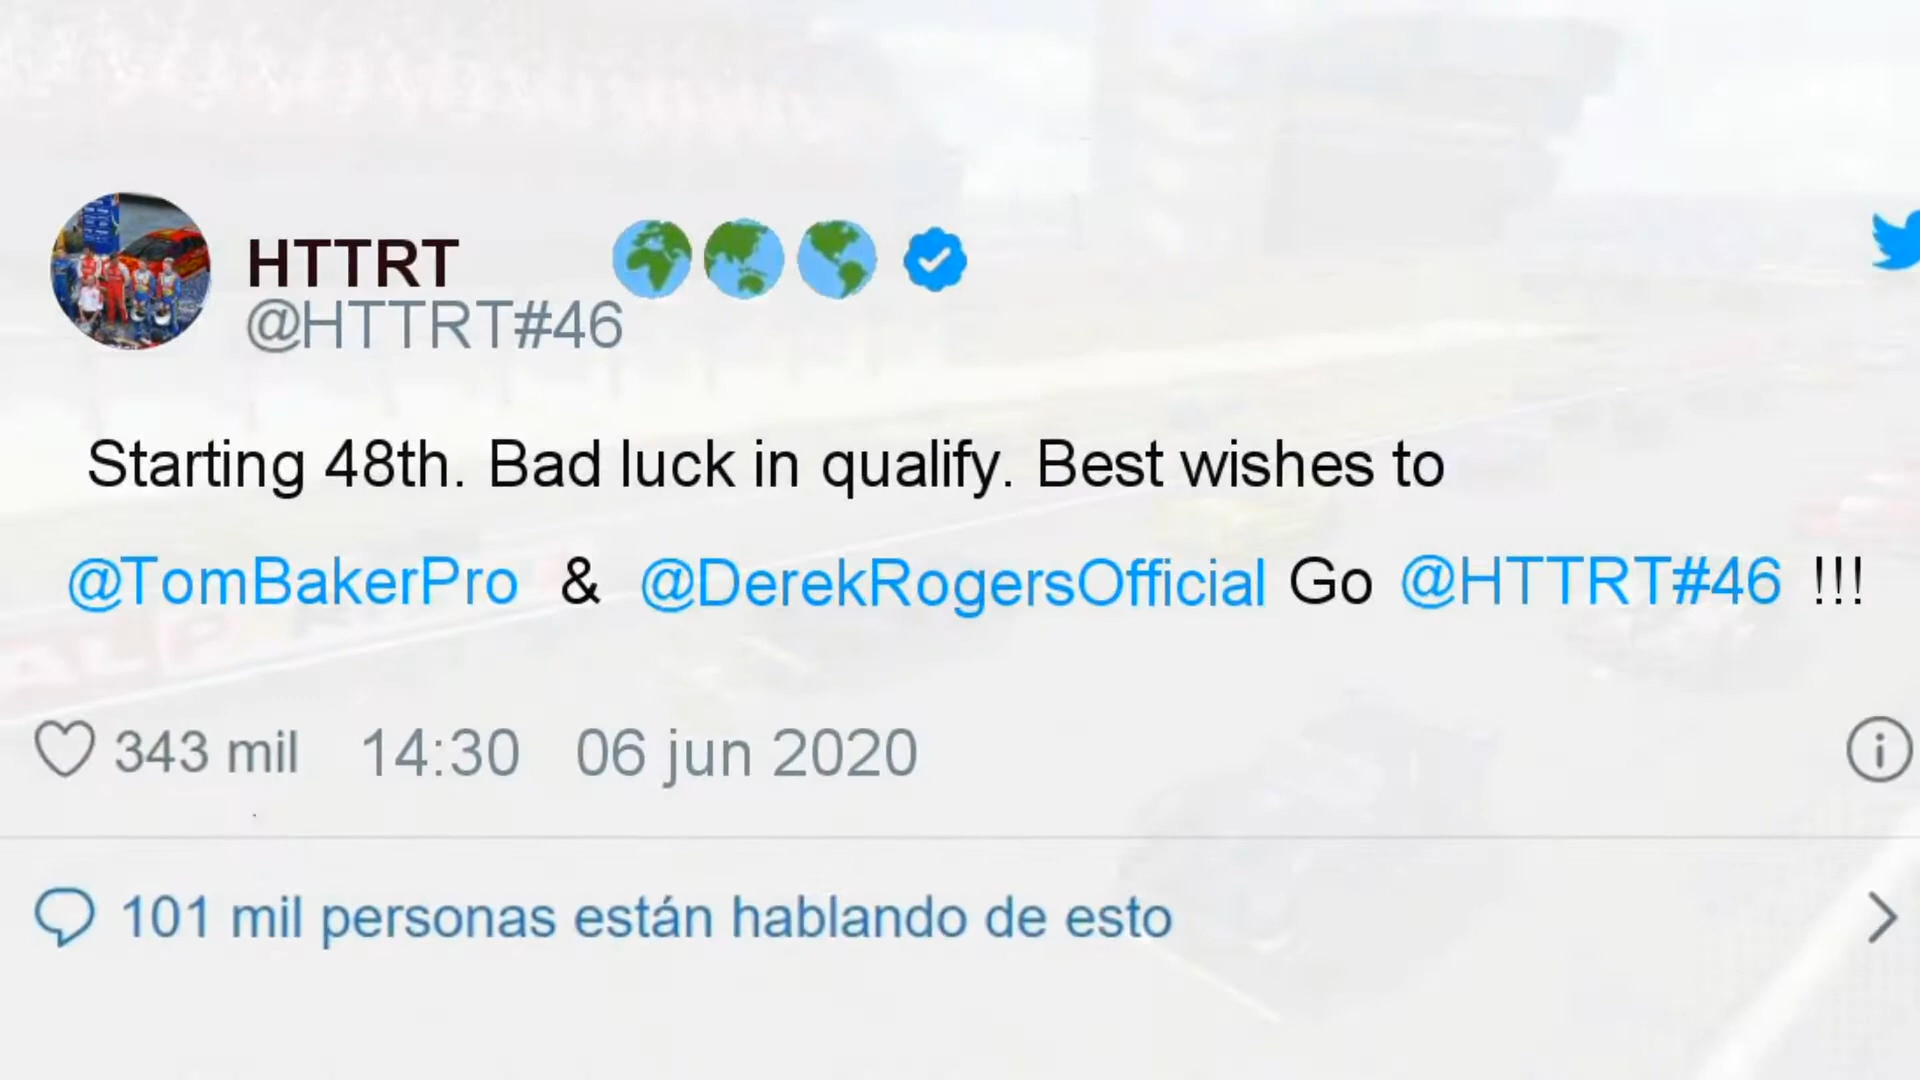 HTTRT
@HTTRT#46
Starting 48th. Bad luck in qualify. Best wishes to
@TomBakerPro & @DerekRogersOfficial Go @HTTRT#46 !!!
343 mil 14:30 06 jun 2020
101 mil personas están hablando de esto